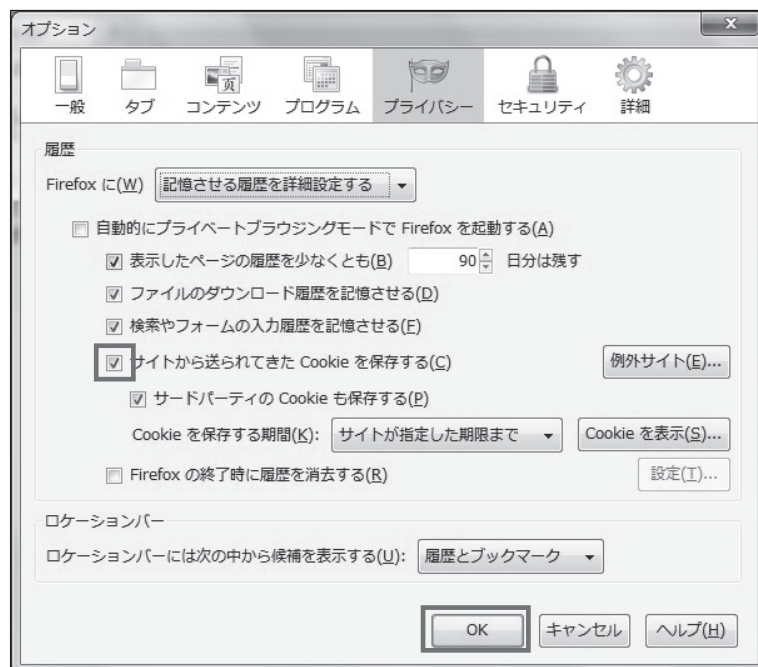 オプション
x
一般 タブ コンテンツ プログラム プライバシー セキュリティ 詳細
履歴
Firefox に(W) 記憶させる履歴を詳細設定する
自動的にプライベートブラウジングモードで Firefox を起動する(A)
表示したページの履歴を少なくとも(B) 90 日分は残す
ファイルのダウンロード履歴を記憶させる(D)
検索やフォームの入力履歴を記憶させる(F)
サイトから送られてきた Cookie を保存する(C) 例外サイト(E)...
サードパーティの Cookie も保存する(P)
Cookie を保存する期間(K): サイトが指定した期限まで Cookie を表示(S)...
Firefox の終了時に履歴を消去する(R) 設定(T)...
ロケーションバー
ロケーションバーには次の中から候補を表示する(U): 履歴とブックマーク
OK キャンセル ヘルプ(H)